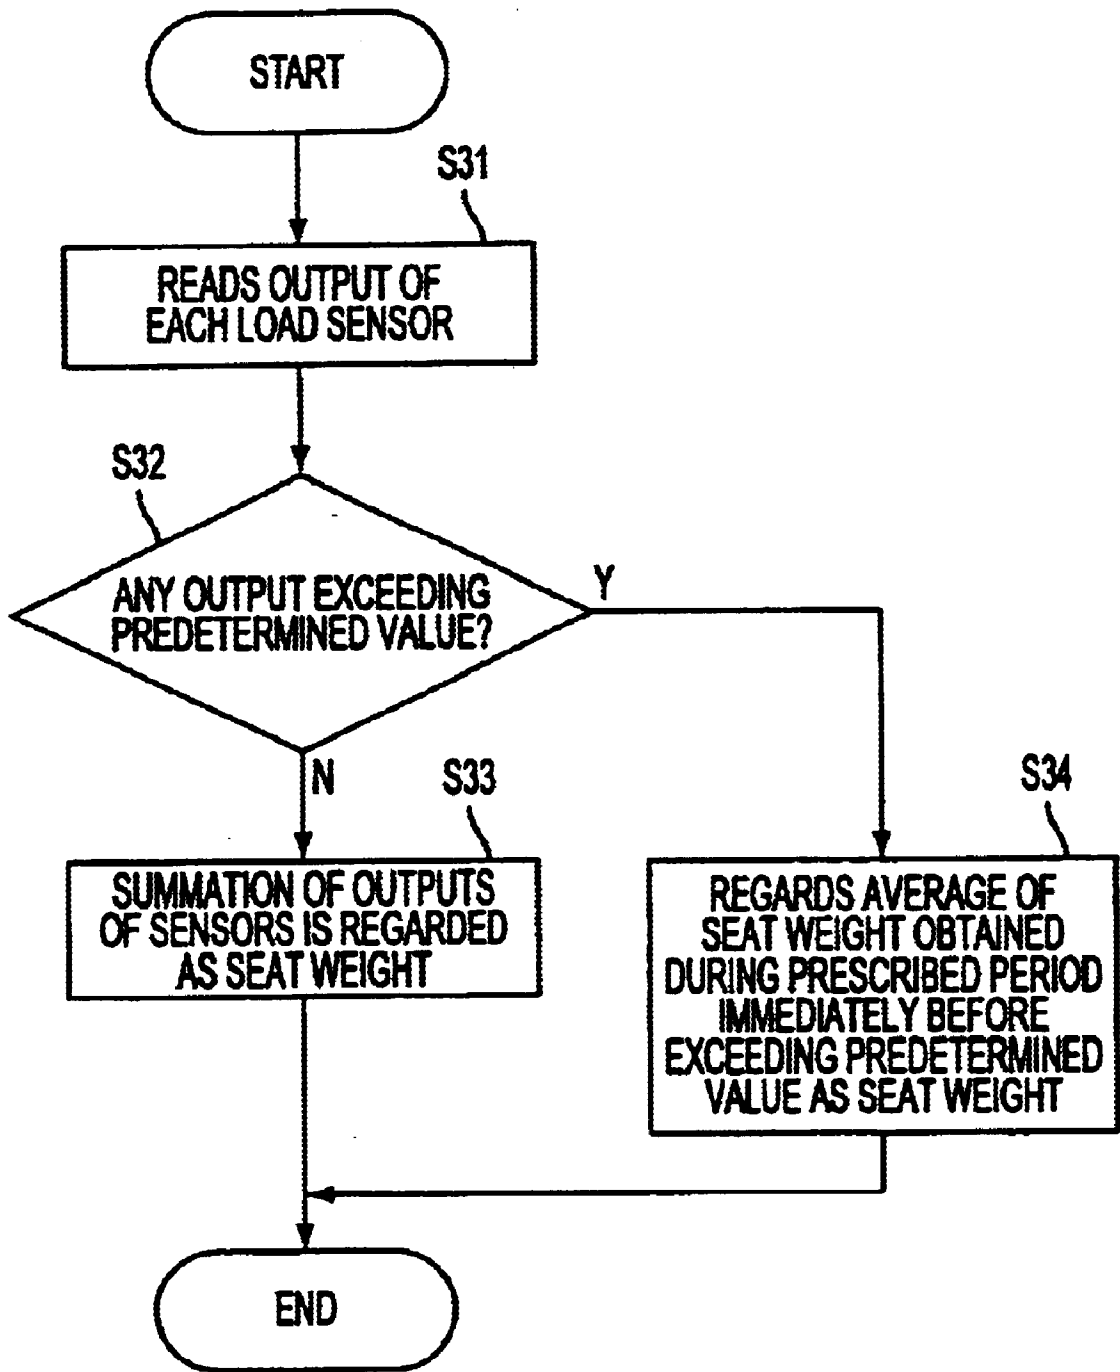 START
S31
READS OUTPUT OF
EACH LOAD SENSOR
S32
ANY OUTPUT EXCEEDING
PREDETERMINED VALUE?
Y
N
S33
SUMMATION OF OUTPUTS
OF SENSORS IS REGARDED
AS SEAT WEIGHT
S34
REGARDS AVERAGE OF
SEAT WEIGHT OBTAINED
DURING PRESCRIBED PERIOD
IMMEDIATELY BEFORE
EXCEEDING PREDETERMINED
VALUE AS SEAT WEIGHT
END